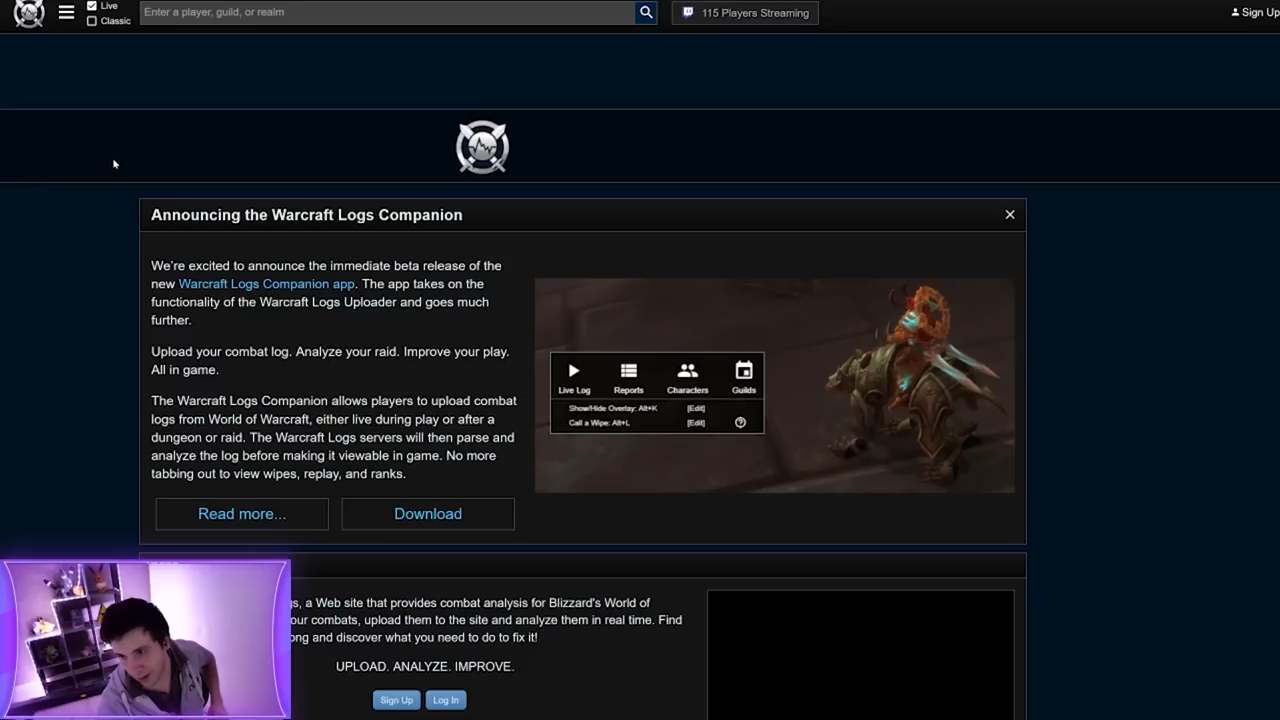 Live
Classic
Enter a player, guild, or realm
115 Players Streaming
Sign Up
Announcing the Warcraft Logs Companion
We're excited to announce the immediate beta release of the
new Warcraft Logs Companion app. The app takes on the
functionality of the Warcraft Logs Uploader and goes much
further.
Upload your combat log. Analyze your raid. Improve your play.
All in game.
The Warcraft Logs Companion allows players to upload combat
logs from World of Warcraft, either live during play or after a
dungeon or raid. The Warcraft Logs servers will then parse and
analyze the log before making it viewable in game. No more
tabbing out to view wipes, replay, and ranks.
Read more...
Download
Live Log Reports Characters Guilds
Show/Hide Overlay: Alt+K [Edit]
Call a Wipe: Alt+L [Edit]
gs, a Web site that provides combat analysis for Blizzard's World of
our combats, upload them to the site and analyze them in real time. Find
ong and discover what you need to do to fix it!
UPLOAD. ANALYZE. IMPROVE.
Sign Up
Log In